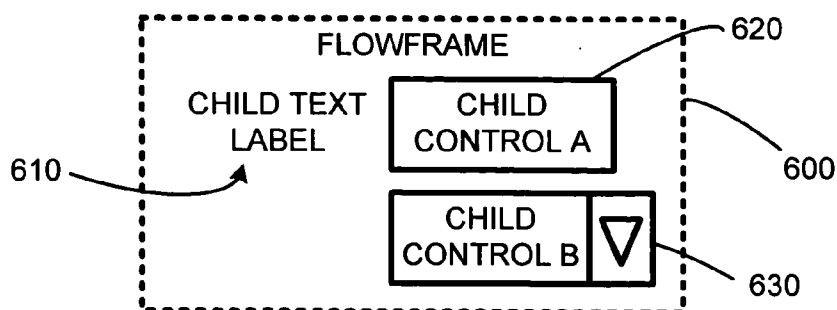 FLOWFRAME
620
CHILD TEXT
LABEL
CHILD
CONTROL A
600
610
CHILD
CONTROL B
630